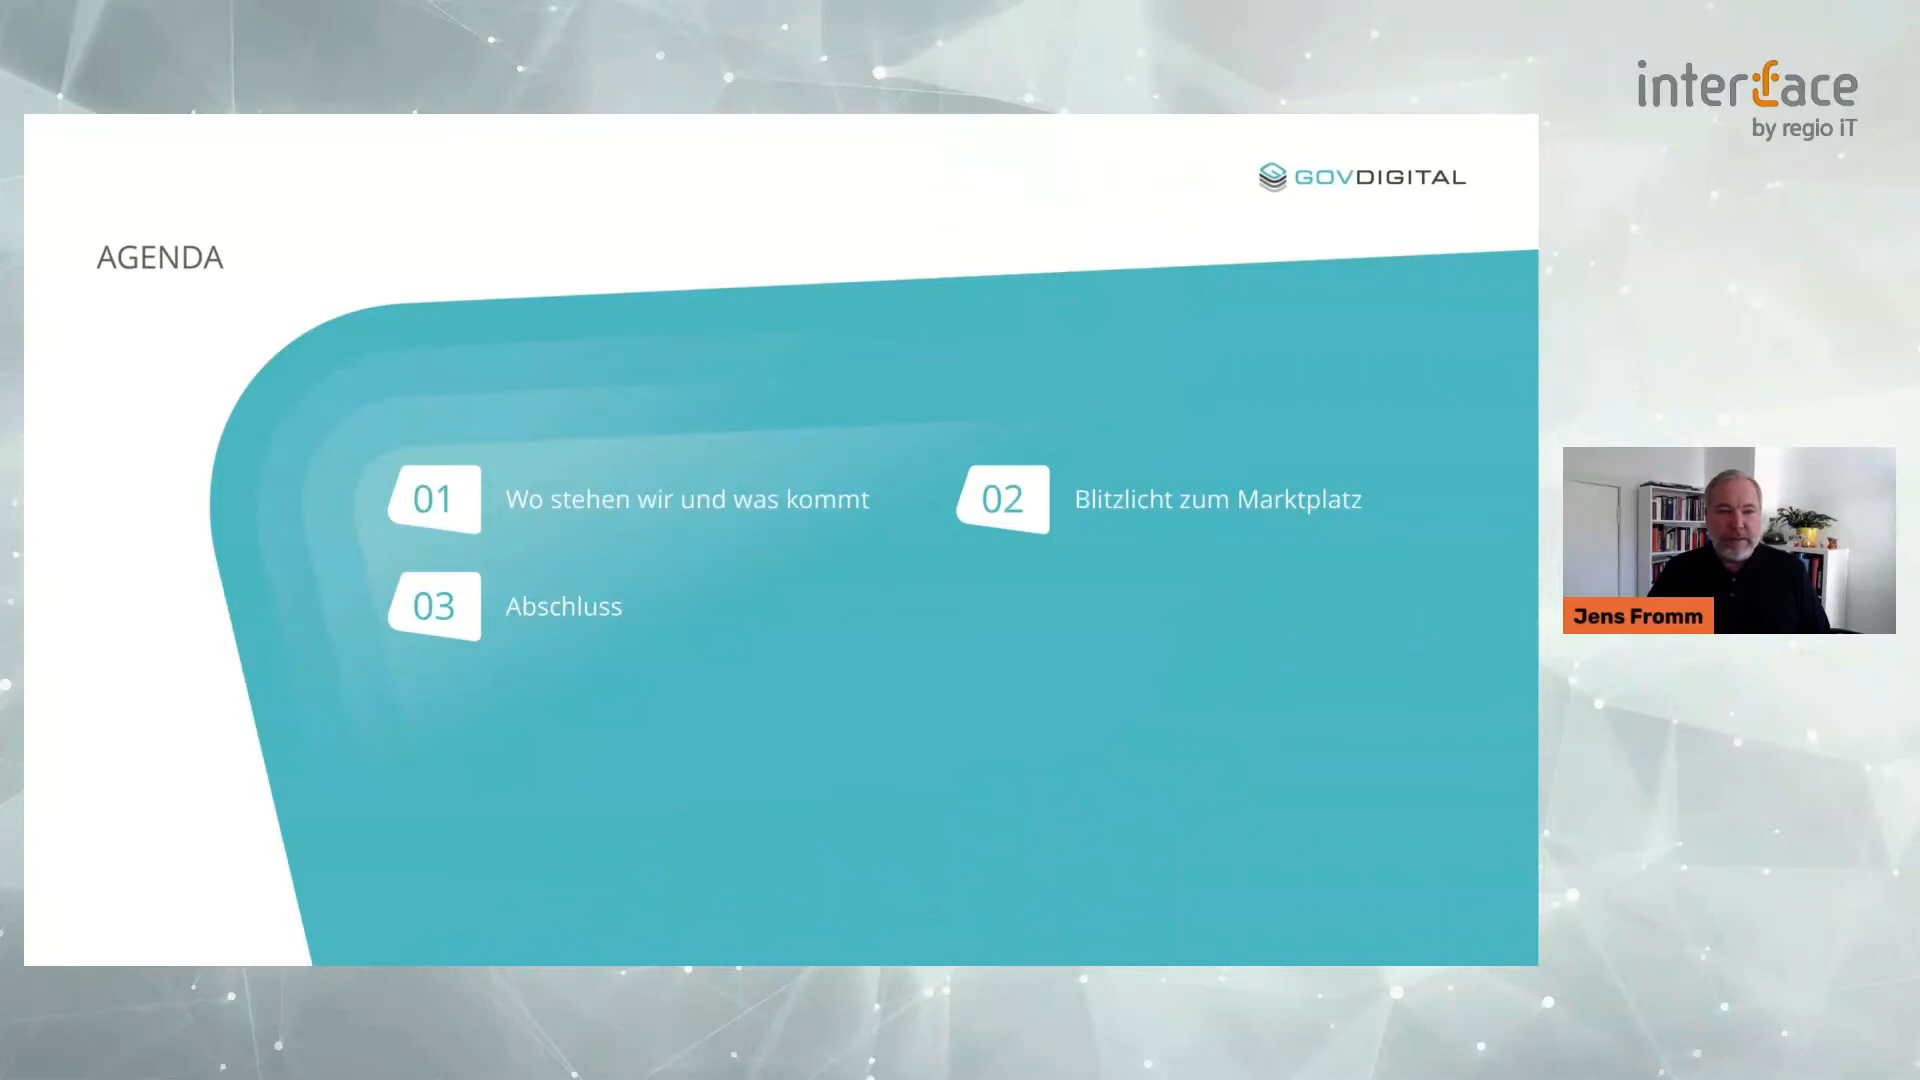 interface
by regio iT
GOVDIGITAL
AGENDA
01 Wo stehen wir und was kommt
02 Blitzlicht zum Marktplatz
03 Abschluss
Jens Fromm